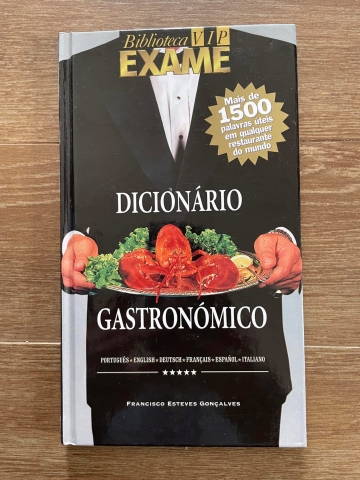 Biblioteca VIP
EXAME
Mais de
1500
palavras úteis
em qualquer
restaurante
do mundo
DICIONÁRIO
GASTRONÓMICO
PORTUGUÊS★ENGLISH★DEUTSCH★FRANÇAIS★ESPAÑOL★ITALIANO
★★★★★
FRANCISCO ESTEVES GONÇALVES